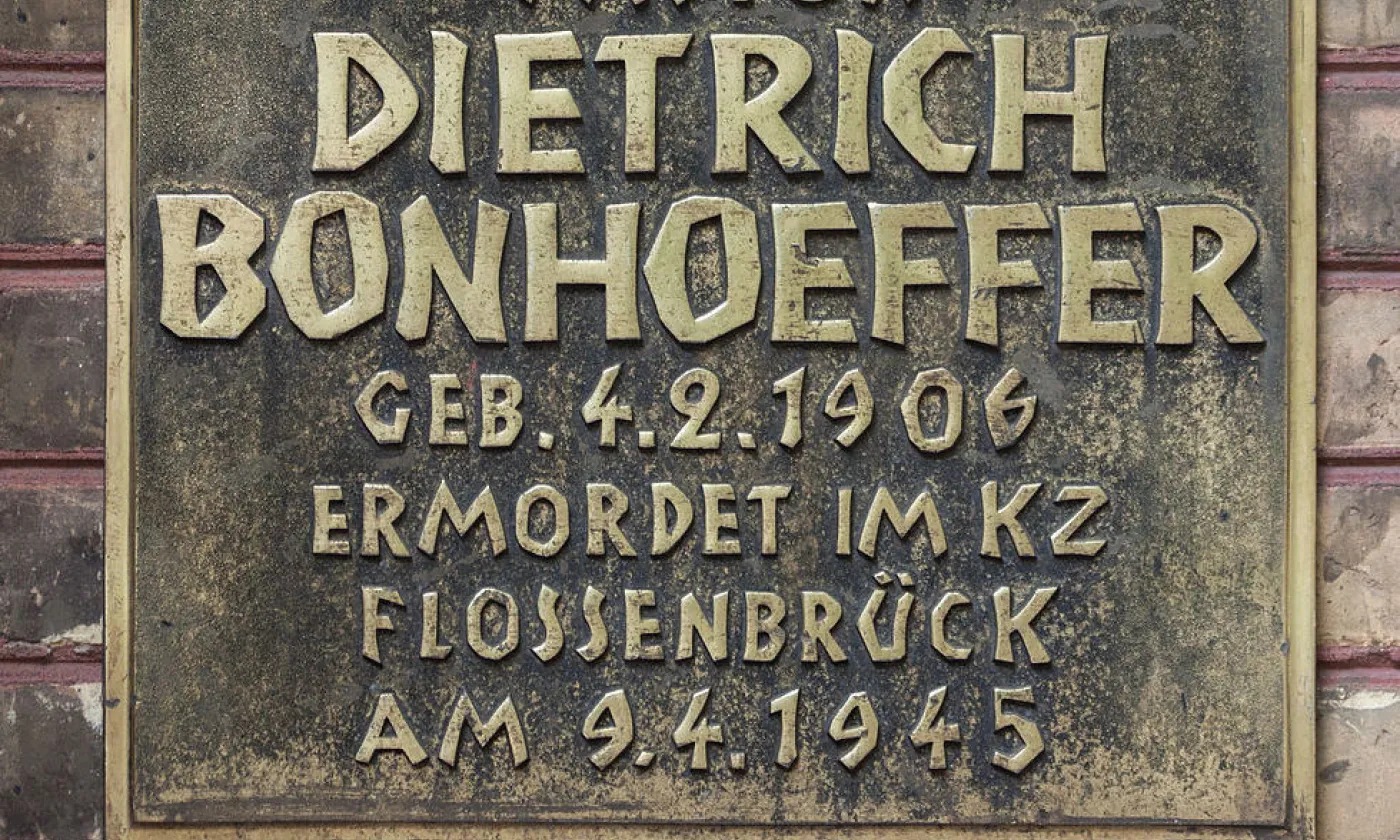 DIETRICH
BONHOEFFER
GEB. 4.2.1906
ERMORDET IM KZ
FLOSSENBRÜCK
AM 9.4.1945